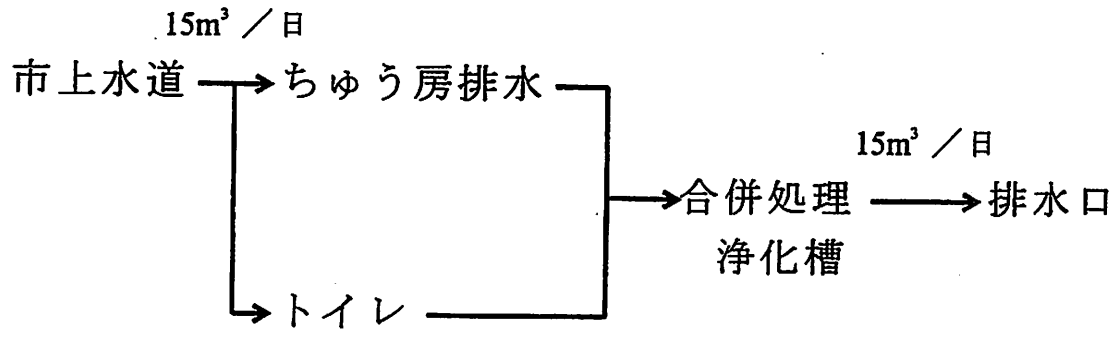 15m³／日
市上水道
ちゅう房排水
15m³／日
合併処理
浄化槽
排水口
トイレ